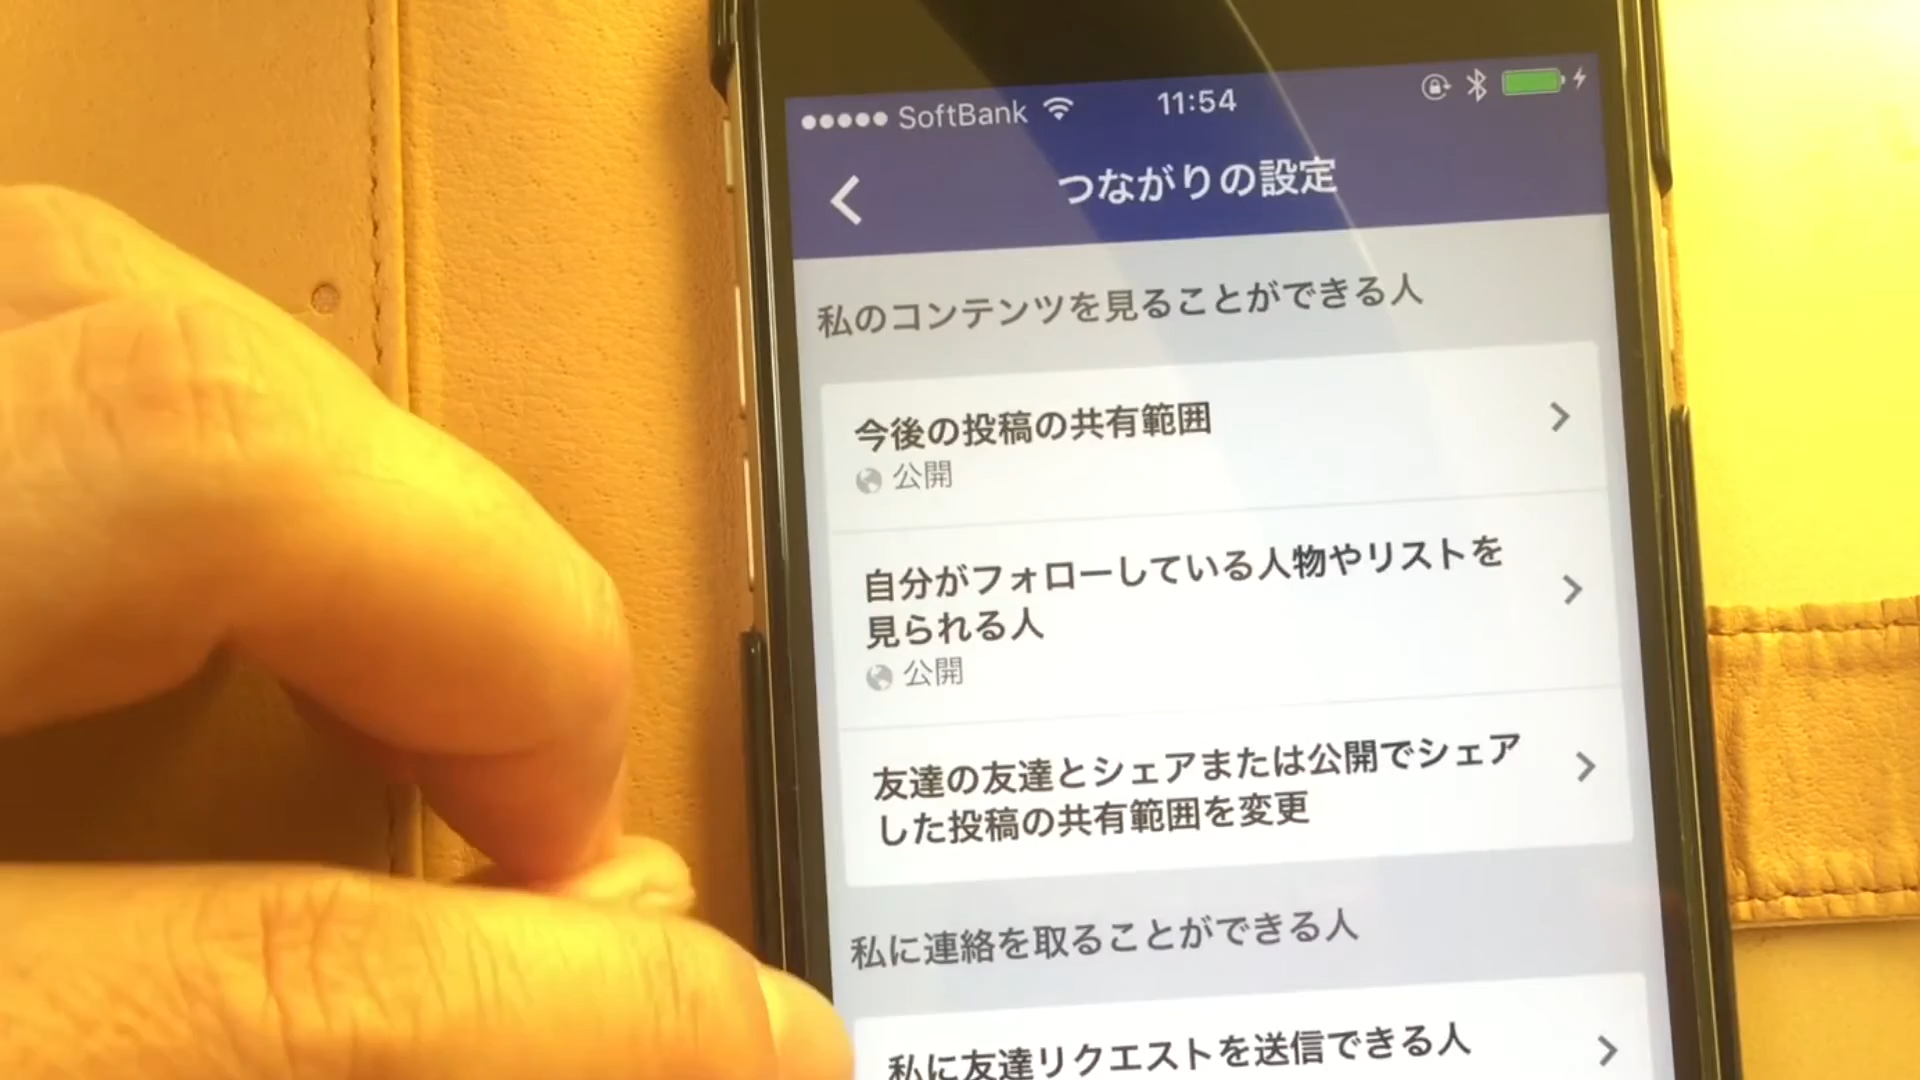 SoftBank 11:54
つながりの設定
私のコンテンツを見ることができる人
今後の投稿の共有範囲
公開
自分がフォローしている人物やリストを
見られる人
公開
友達の友達とシェアまたは公開でシェア
した投稿の共有範囲を変更
私に連絡を取ることができる人
私に友達リクエストを送信できる人